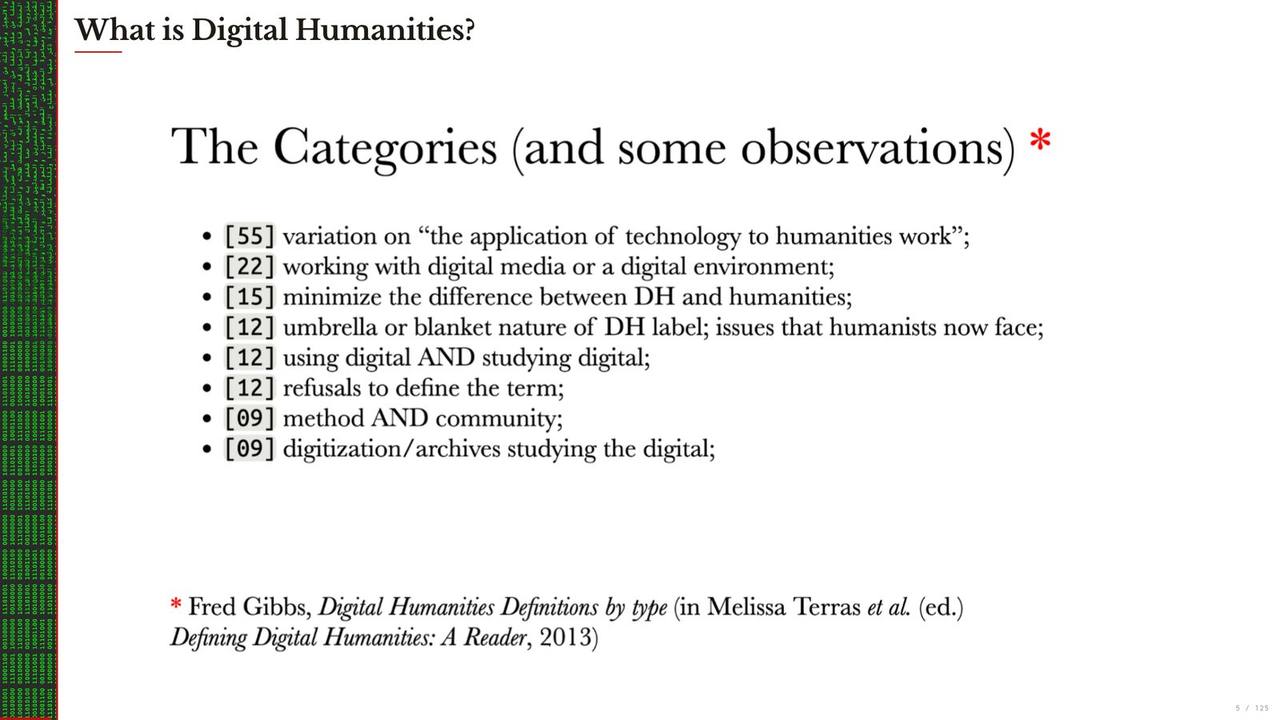 What is Digital Humanities?
The Categories (and some observations) *
• [55] variation on “the application of technology to humanities work”;
• [22] working with digital media or a digital environment;
• [15] minimize the difference between DH and humanities;
• [12] umbrella or blanket nature of DH label; issues that humanists now face;
• [12] using digital AND studying digital;
• [12] refusals to define the term;
• [09] method AND community;
• [09] digitization/archives studying the digital;
* Fred Gibbs, Digital Humanities Definitions by type (in Melissa Terras et al. (ed.)
Defining Digital Humanities: A Reader, 2013)
5 / 125